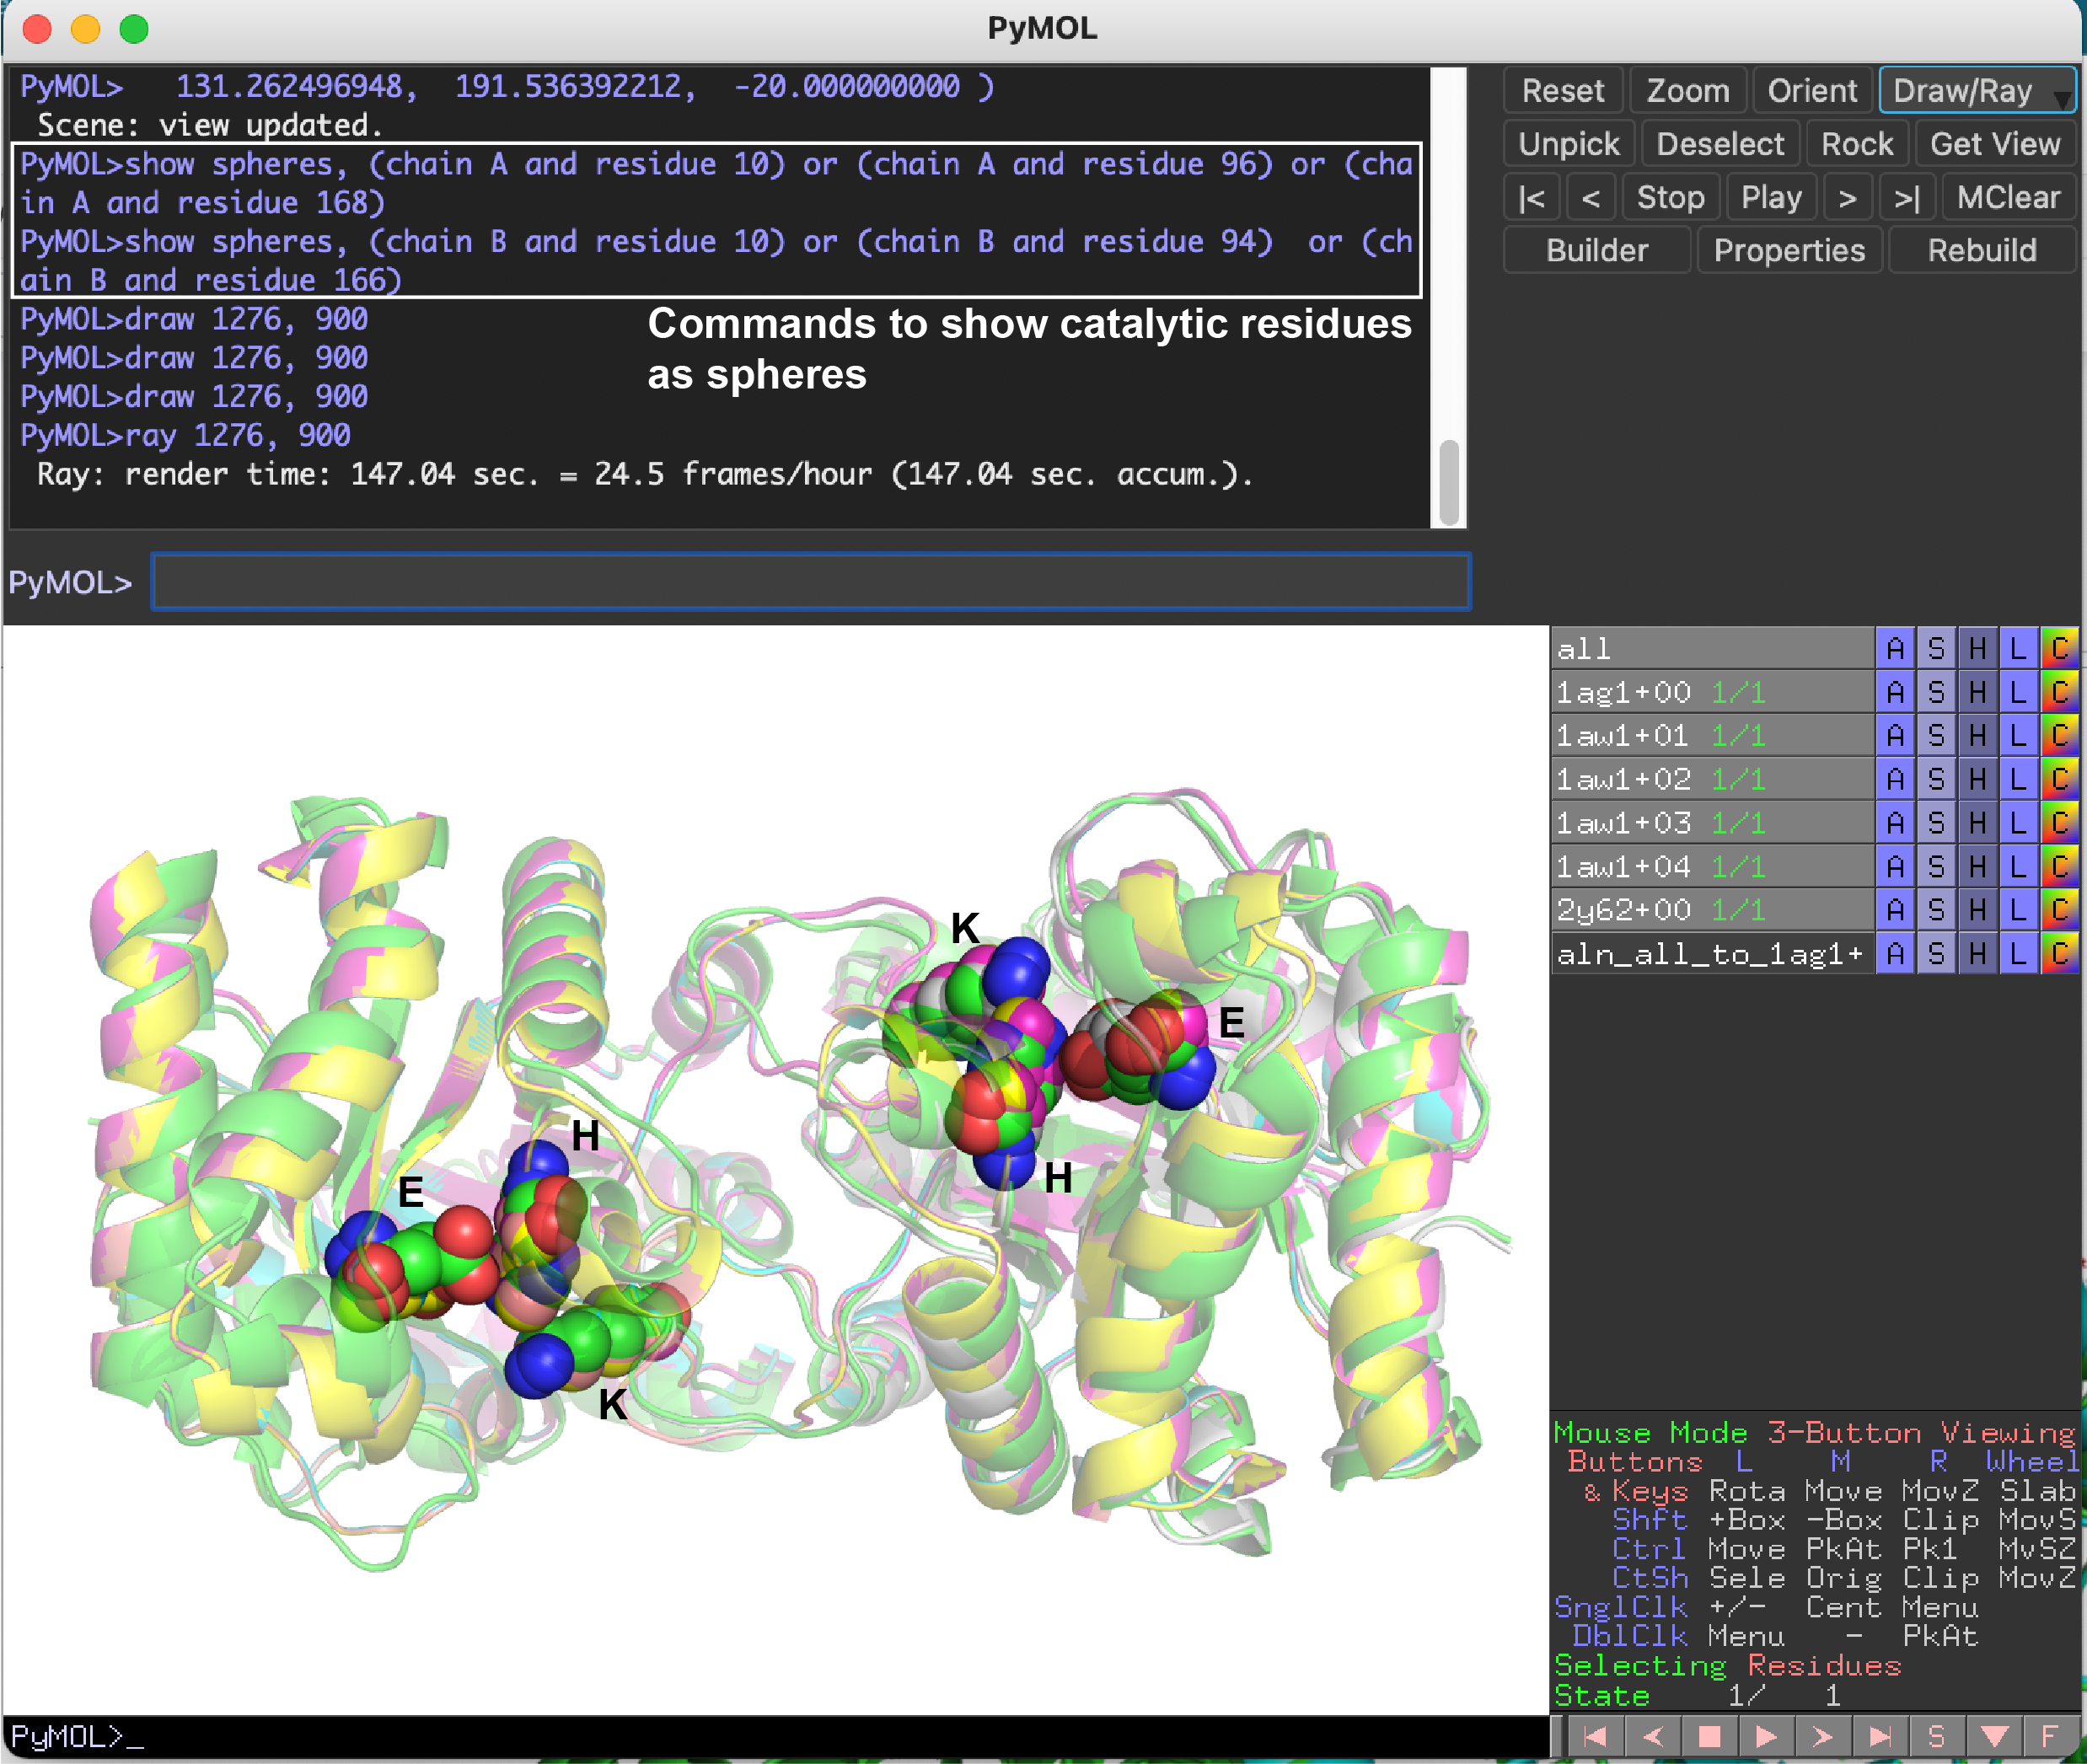 PyMOL
PyMOL>   131.262496948,  191.536392212,  -20.000000000 )
 Scene: view updated.
PyMOL>show spheres, (chain A and residue 10) or (chain A and residue 96) or (cha
in A and residue 168)
PyMOL>show spheres, (chain B and residue 10) or (chain B and residue 94)  or (ch
ain B and residue 166)
PyMOL>draw 1276, 900
PyMOL>draw 1276, 900
PyMOL>draw 1276, 900
PyMOL>ray 1276, 900
 Ray: render time: 147.04 sec. = 24.5 frames/hour (147.04 sec. accum.).
Commands to show catalytic residues
as spheres
Reset Zoom Orient Draw/Ray
Unpick Deselect Rock Get View
|< < Stop Play > >| MClear
Builder Properties Rebuild
PyMOL>
all A S H L C
1ag1+00 1/1 A S H L C
1aw1+01 1/1 A S H L C
1aw1+02 1/1 A S H L C
1aw1+03 1/1 A S H L C
1aw1+04 1/1 A S H L C
2y62+00 1/1 A S H L C
aln_all_to_1ag1+ A S H L C
K
E
H
H
E
K
Mouse Mode 3-Button Viewing
Buttons L M R Wheel
& Keys Rota Move MovZ Slab
Shft +Box -Box Clip MovS
Ctrl Move PkAt Pk1 MvSZ
CtSh Sele Orig Clip MovZ
SnglClk +/- Cent Menu
DblClk Menu - PkAt
Selecting Residues
State 1/ 1
PyMOL>_
S F